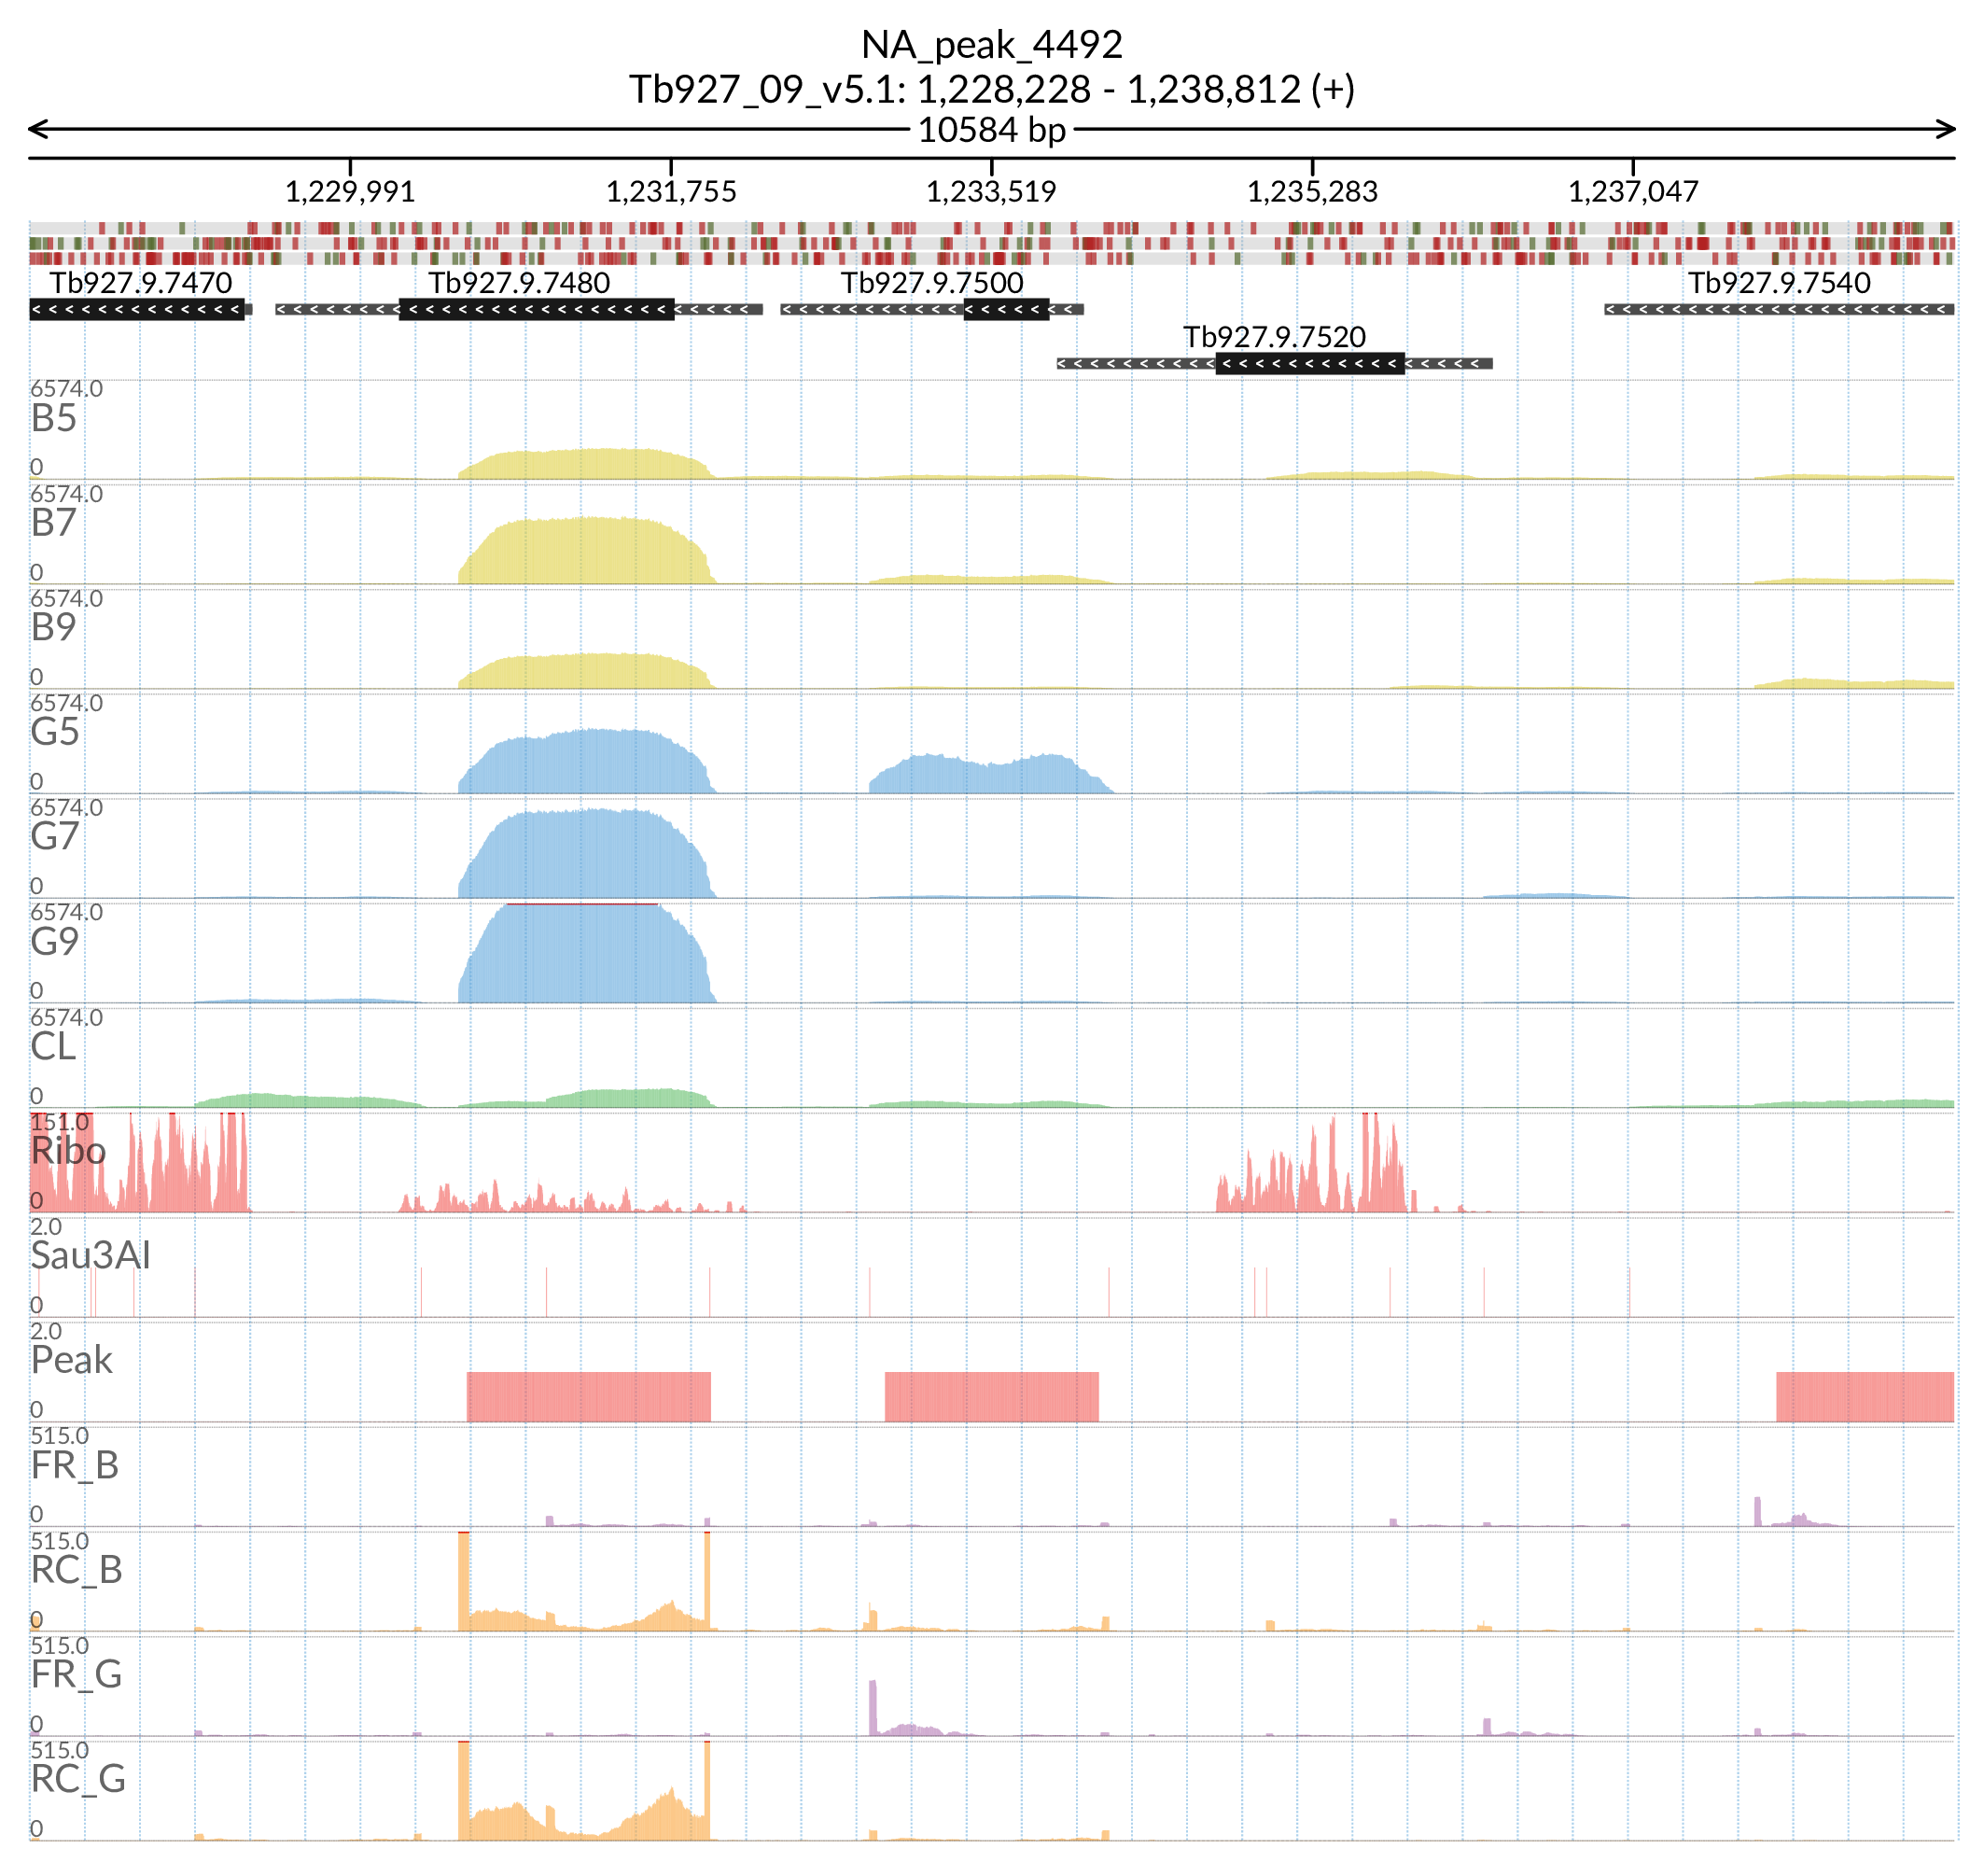 NA_peak_4492
Tb927_09_v5.1: 1,228,228 - 1,238,812 (+)
10584 bp
1,229,991 1,231,755 1,233,519 1,235,283 1,237,047
Tb927.9.7470 Tb927.9.7480 Tb927.9.7500 Tb927.9.7540
Tb927.9.7520
6574.0
B5
0
6574.0
B7
0
6574.0
B9
0
6574.0
G5
0
6574.0
G7
0
6574.0
G9
0
6574.0
CL
0
151.0
Ribo
0
2.0
Sau3AI
0
2.0
Peak
0
515.0
FR_B
0
515.0
RC_B
0
515.0
FR_G
0
515.0
RC_G
0